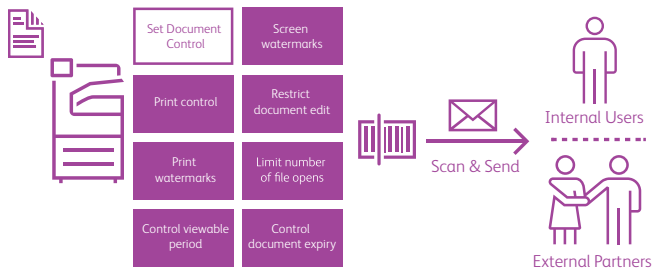 Set Document
Control
Screen
watermarks
Print control
Restrict
document edit
Print
watermarks
Limit number
of file opens
Control viewable
period
Control
document expiry
Scan & Send
Internal Users
External Partners